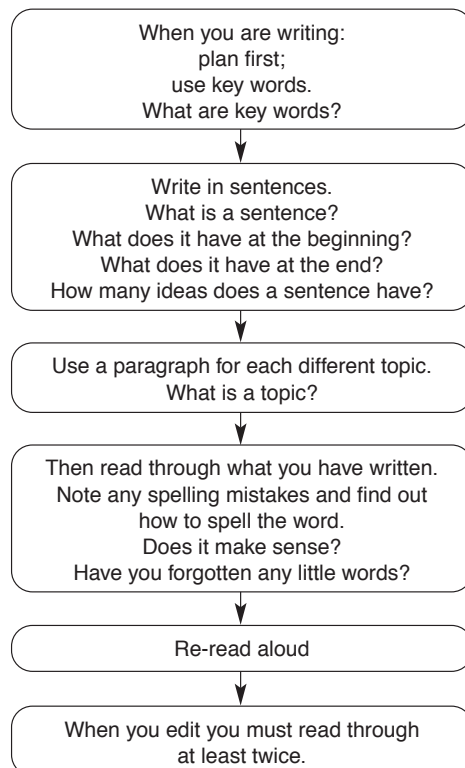 When you are writing:
plan first;
use key words.
What are key words?
Write in sentences.
What is a sentence?
What does it have at the beginning?
What does it have at the end?
How many ideas does a sentence have?
Use a paragraph for each different topic.
What is a topic?
Then read through what you have written.
Note any spelling mistakes and find out
how to spell the word.
Does it make sense?
Have you forgotten any little words?
Re-read aloud
When you edit you must read through
at least twice.